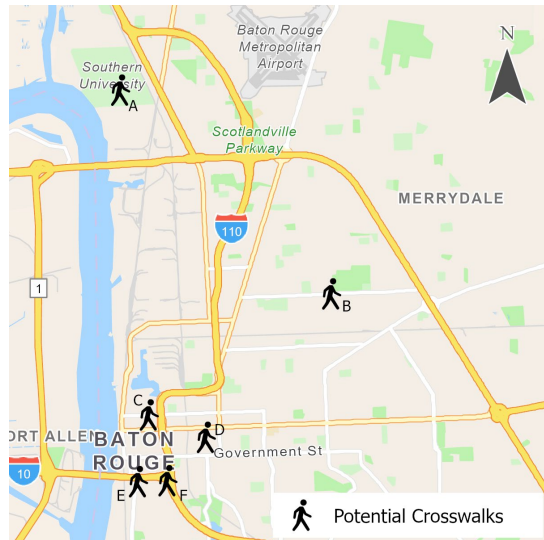 Baton Rouge
Metropolitan
Airport
N
Southern
University
A
Scotlandville
Parkway
MERRYDALE
110
1
B
C
D
ORT ALLEN
BATON
ROUGE
Government St
10
E
F
Potential Crosswalks